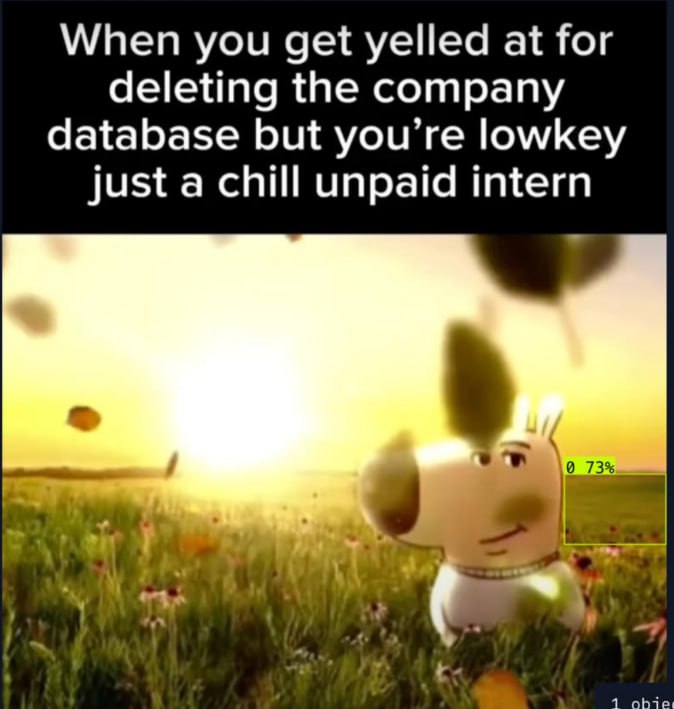 When you get yelled at for
deleting the company
database but you’re lowkey
just a chill unpaid intern
0 73%
1